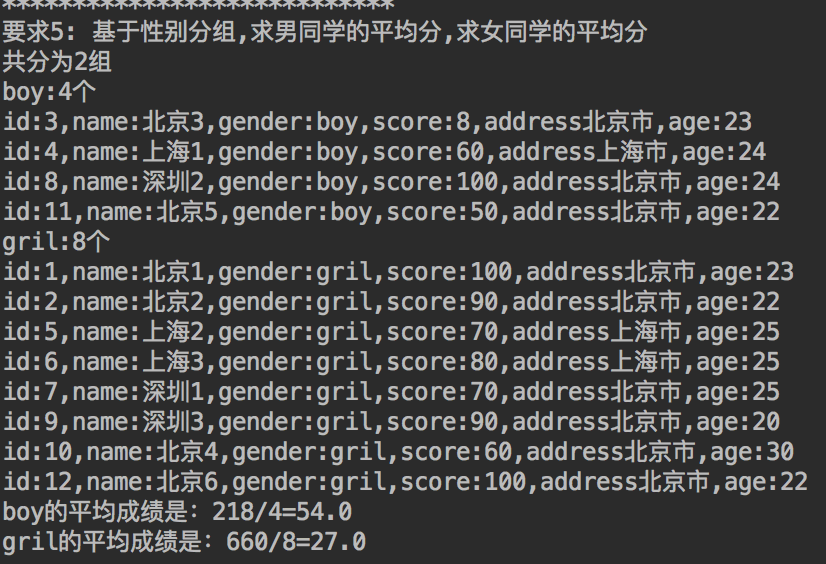 ****************************
要求5: 基于性别分组,求男同学的平均分,求女同学的平均分
共分为2组
boy:4个
id:3,name:北京3,gender:boy,score:8,address北京市,age:23
id:4,name:上海1,gender:boy,score:60,address上海市,age:24
id:8,name:深圳2,gender:boy,score:100,address北京市,age:24
id:11,name:北京5,gender:boy,score:50,address北京市,age:22
gril:8个
id:1,name:北京1,gender:gril,score:100,address北京市,age:23
id:2,name:北京2,gender:gril,score:90,address北京市,age:22
id:5,name:上海2,gender:gril,score:70,address上海市,age:25
id:6,name:上海3,gender:gril,score:80,address上海市,age:25
id:7,name:深圳1,gender:gril,score:70,address北京市,age:25
id:9,name:深圳3,gender:gril,score:90,address北京市,age:20
id:10,name:北京4,gender:gril,score:60,address北京市,age:30
id:12,name:北京6,gender:gril,score:100,address北京市,age:22
boy的平均成绩是: 218/4=54.0
gril的平均成绩是: 660/8=27.0